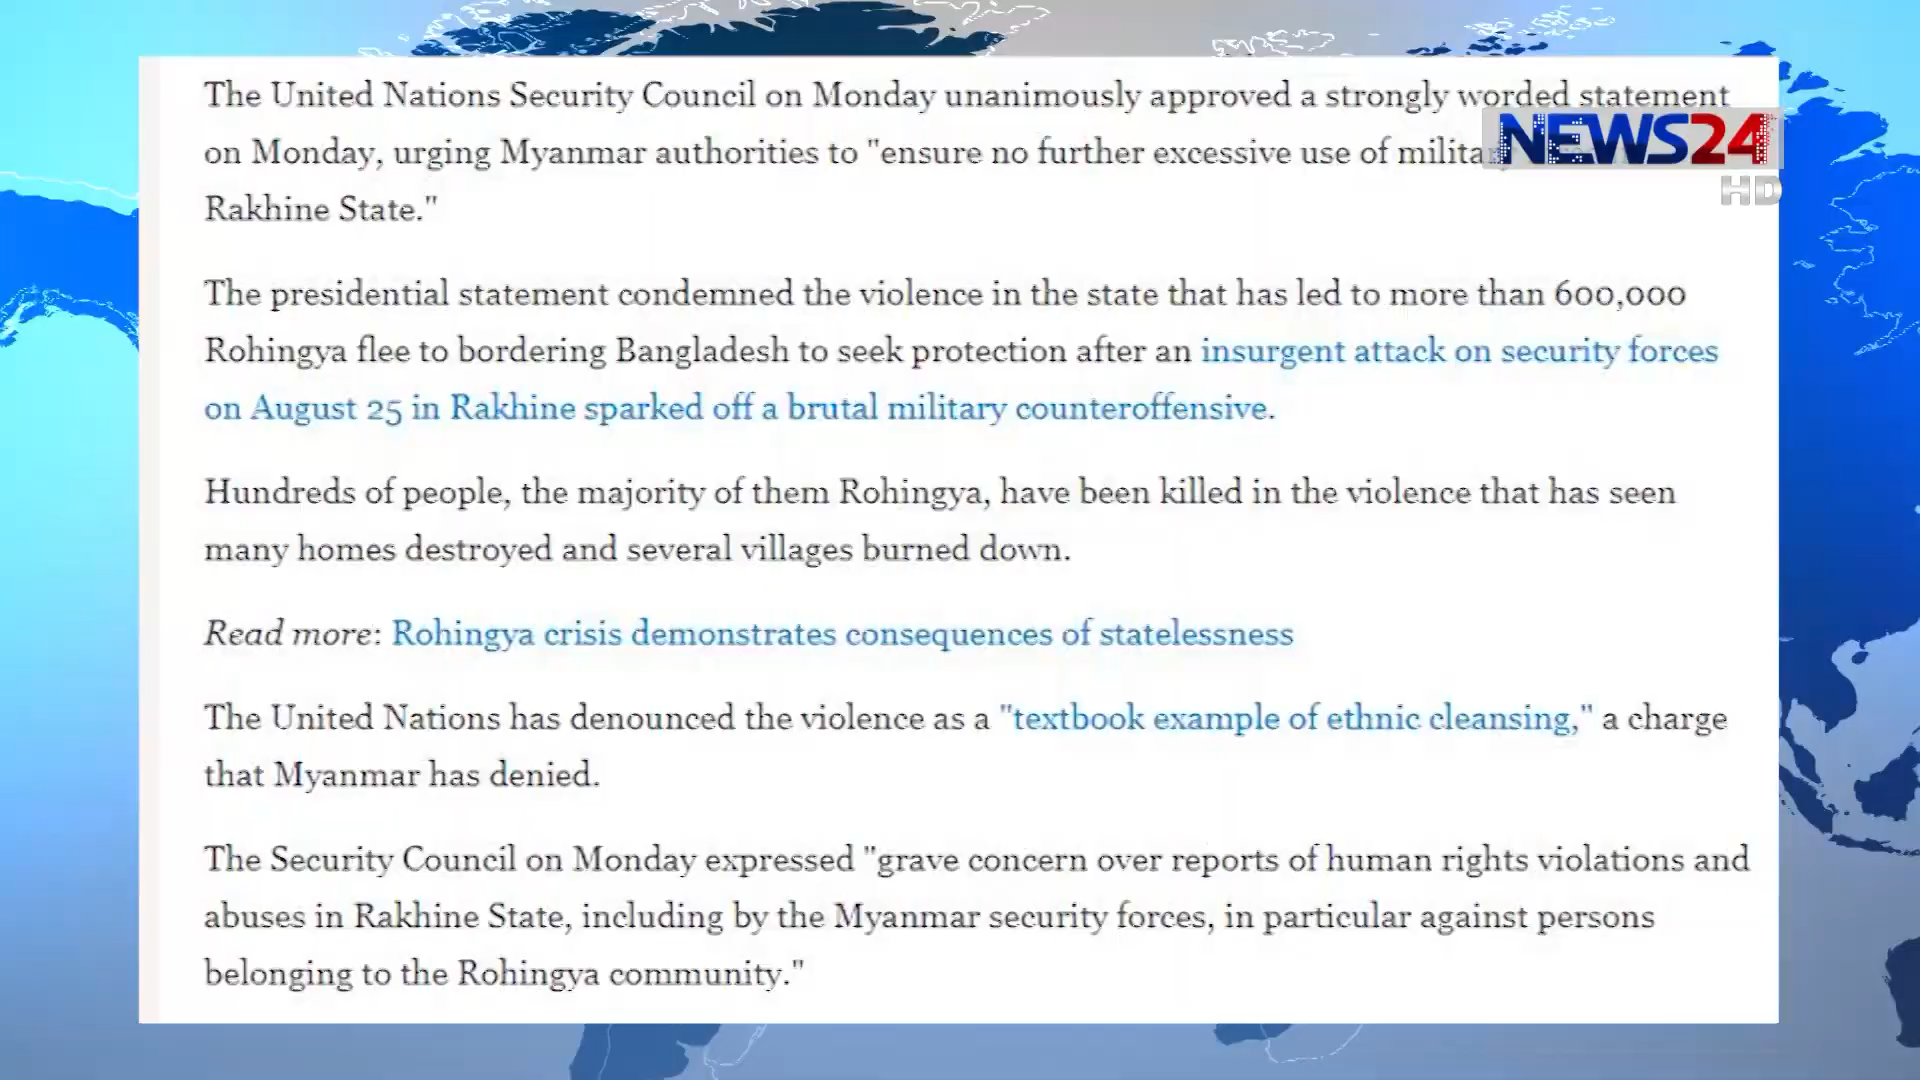 The United Nations Security Council on Monday unanimously approved a strongly worded statement
on Monday, urging Myanmar authorities to "ensure no further excessive use of
Rakhine State."
The presidential statement condemned the violence in the state that has led to more than 600,000
Rohingya flee to bordering Bangladesh to seek protection after an insurgent attack on security forces
on August 25 in Rakhine sparked off a brutal military counteroffensive.
Hundreds of people, the majority of them Rohingya, have been killed in the violence that has seen
many homes destroyed and several villages burned down.
Read more: Rohingya crisis demonstrates consequences of statelessness
The United Nations has denounced the violence as a "textbook example of ethnic cleansing," a charge
that Myanmar has denied.
The Security Council on Monday expressed "grave concern over reports of human rights violations and
abuses in Rakhine State, including by the Myanmar security forces, in particular against persons
belonging to the Rohingya community."
NEWS24
HD